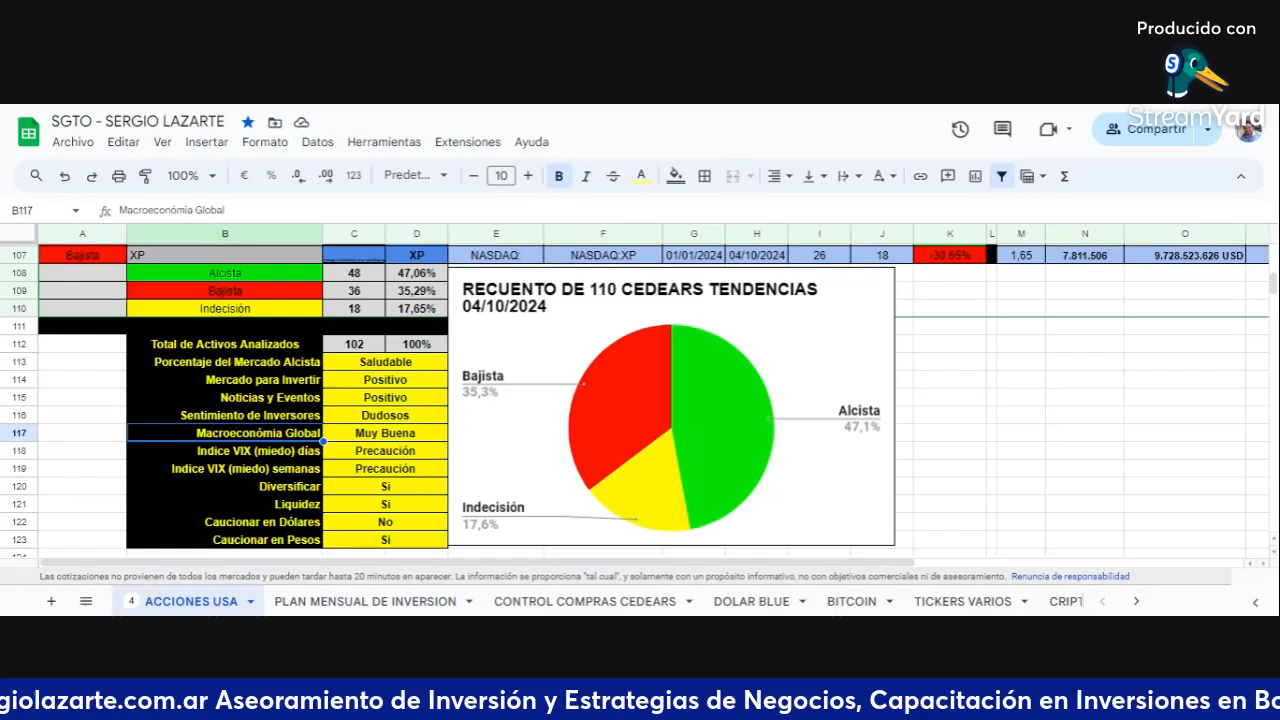 Producido con
StreamYard
SGTO - SERGIO LAZARTE
Archivo Editar Ver Insertar Formato Datos Herramientas Extensiones Ayuda
Compartir
100% € % .0 .00 123 Predet... 10 B I A Σ
B117 fx Macroeconómia Global
A B C D E F G H I J K L M N O
107 Bajista XP XP NASDAQ: NASDAQ:XP 01/01/2024 04/10/2024 26 18 -30,65% 1,65 7.811.506 9.728.523.626 USD
108 Alcista 48 47,06%
109 Bajista 36 35,29%
110 Indecisión 18 17,65%
111
112 Total de Activos Analizados 102 100%
113 Porcentaje del Mercado Alcista Saludable
114 Mercado para Invertir Positivo
115 Noticias y Eventos Positivo
116 Sentimiento de Inversores Dudosos
117 Macroeconómia Global Muy Buena
118 Indice VIX (miedo) días Precaución
119 Indice VIX (miedo) semanas Precaución
120 Diversificar Si
121 Liquidez Si
122 Caucionar en Dólares No
123 Caucionar en Pesos Si
RECUENTO DE 110 CEDEARS TENDENCIAS
04/10/2024
Bajista
35,3%
Alcista
47,1%
Indecisión
17,6%
Las cotizaciones no provienen de todos los mercados y pueden tardar hasta 20 minutos en aparecer. La información se proporciona "tal cual", y solamente con un propósito informativo, no con objetivos comerciales ni de asesoramiento. Renuncia de responsabilidad
4 ACCIONES USA PLAN MENSUAL DE INVERSION CONTROL COMPRAS CEDEARS DOLAR BLUE BITCOIN TICKERS VARIOS CRIPT
giolazarte.com.ar Aseoramiento de Inversión y Estrategias de Negocios, Capacitación en Inversiones en Bo